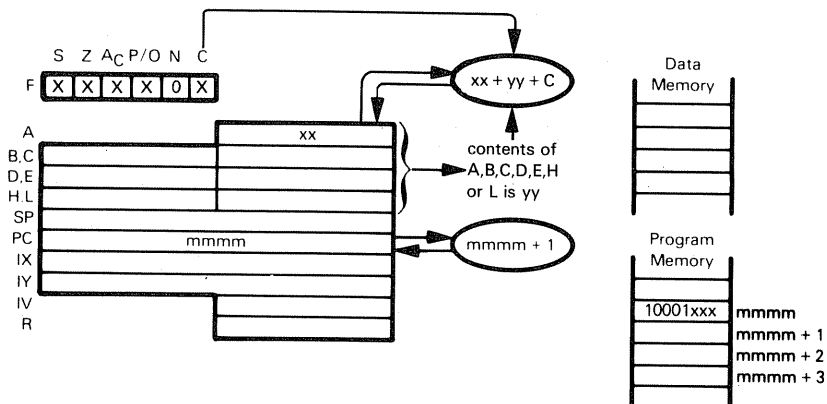 S Z AC P/O N C
F X X X X 0 X
xx + yy + C
Data
Memory
A xx
B,C
D,E
H.L
SP
contents of
A,B,C,D,E,H
or L is yy
PC mmmm
mmmm + 1
IX
IY
IV
R
Program
Memory
10001xxx mmmm
mmmm + 1
mmmm + 2
mmmm + 3